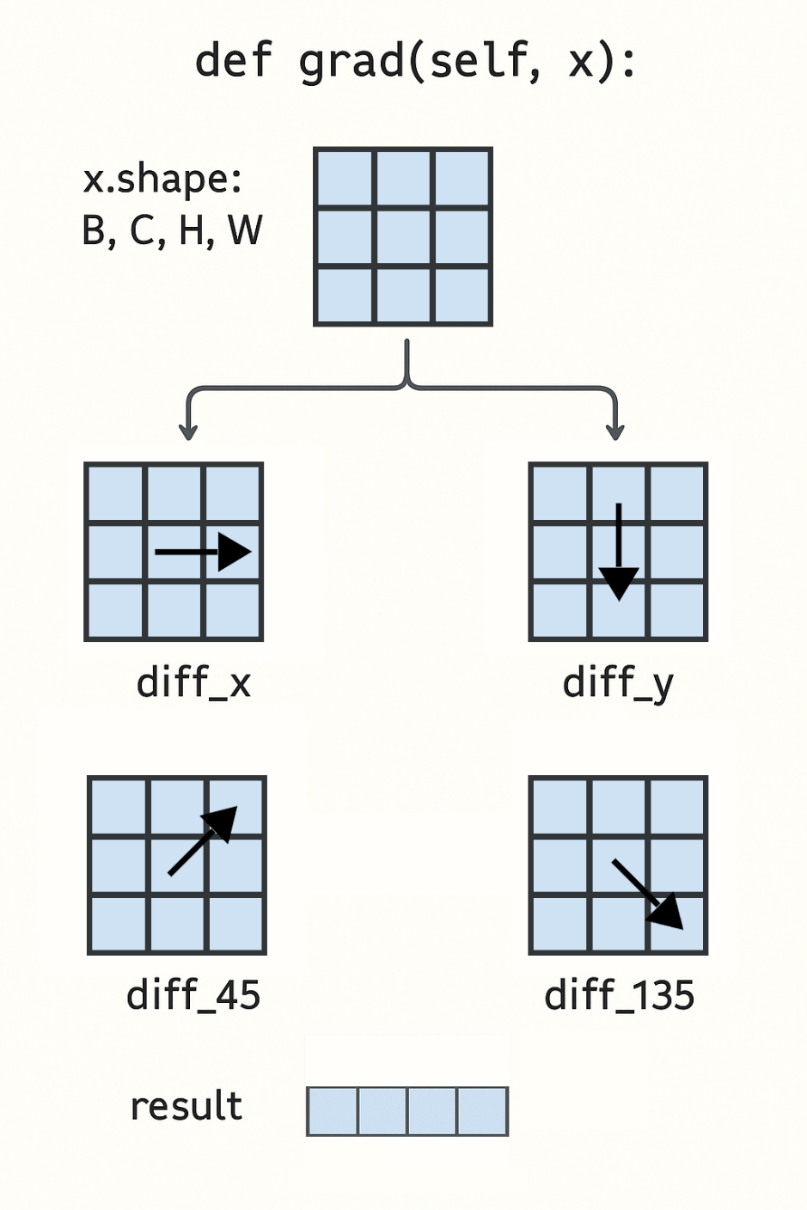 def grad(self, x):
x.shape:
B, C, H, W
diff_x
diff_y
diff_45
diff_135
result